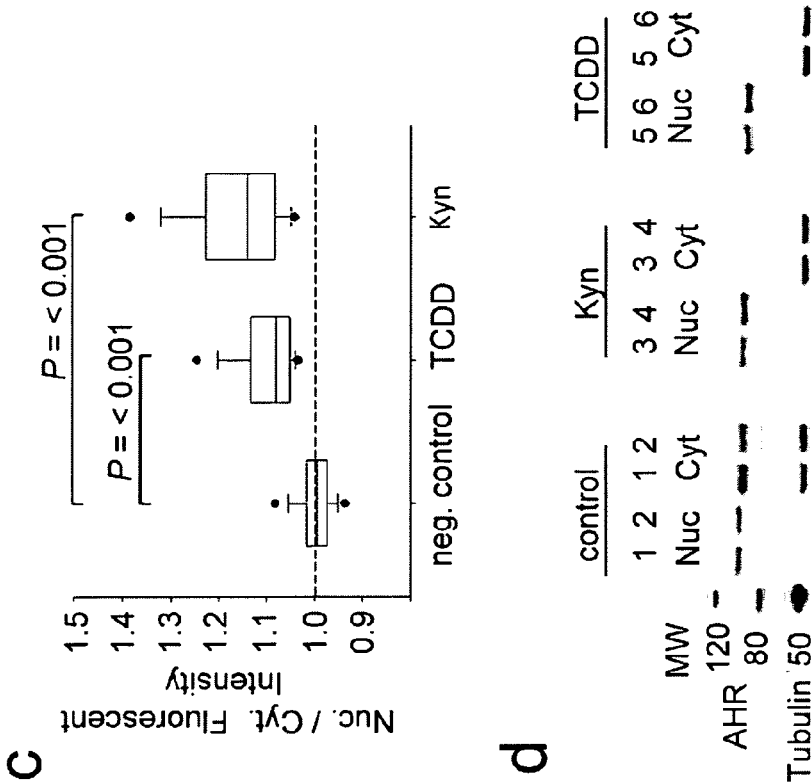 c
Nuc. / Cyt. Fluorescent
Intensity
1.5
1.4
1.3
1.2
1.1
1.0
0.9
P = < 0.001
P = < 0.001
neg. control TCDD Kyn
d
control Kyn TCDD
1 2 1 2 3 4 3 4 5 6 5 6
MW Nuc Cyt Nuc Cyt Nuc Cyt
120
AHR
80
Tubulin 50